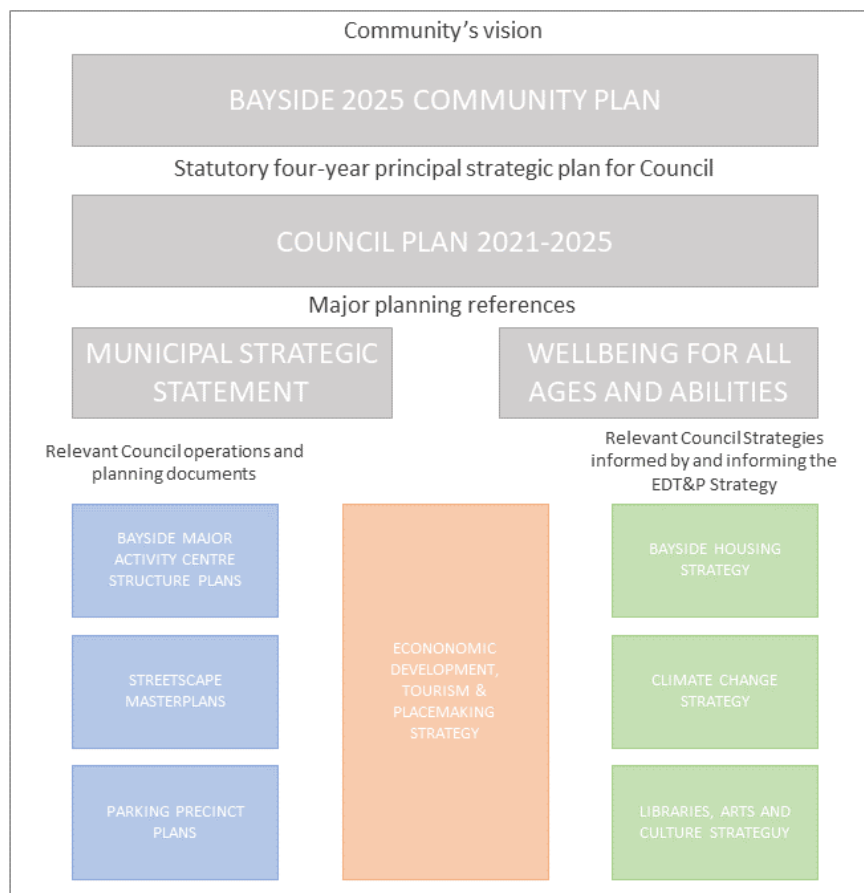 Community's vision
BAYSIDE 2025 COMMUNITY PLAN
Statutory four-year principal strategic plan for Council
COUNCIL PLAN 2021-2025
Major planning references
MUNICIPAL STRATEGIC
STATEMENT
WELLBEING FOR ALL
AGES AND ABILITIES
Relevant Council operations and
planning documents
Relevant Council Strategies
informed by and informing the
EDT&P Strategy
BAYSIDE MAJOR
ACTIVITY CENTRE
STRUCTURE PLANS
STREETSCAPE
MASTERPLANS
PARKING PRECINCT
PLANS
ECONONOMIC
DEVELOPMENT,
TOURISM &
PLACEMAKING
STRATEGY
BAYSIDE HOUSING
STRATEGY
CLIMATE CHANGE
STRATEGY
LIBRARIES, ARTS AND
CULTURE STRATEGUY